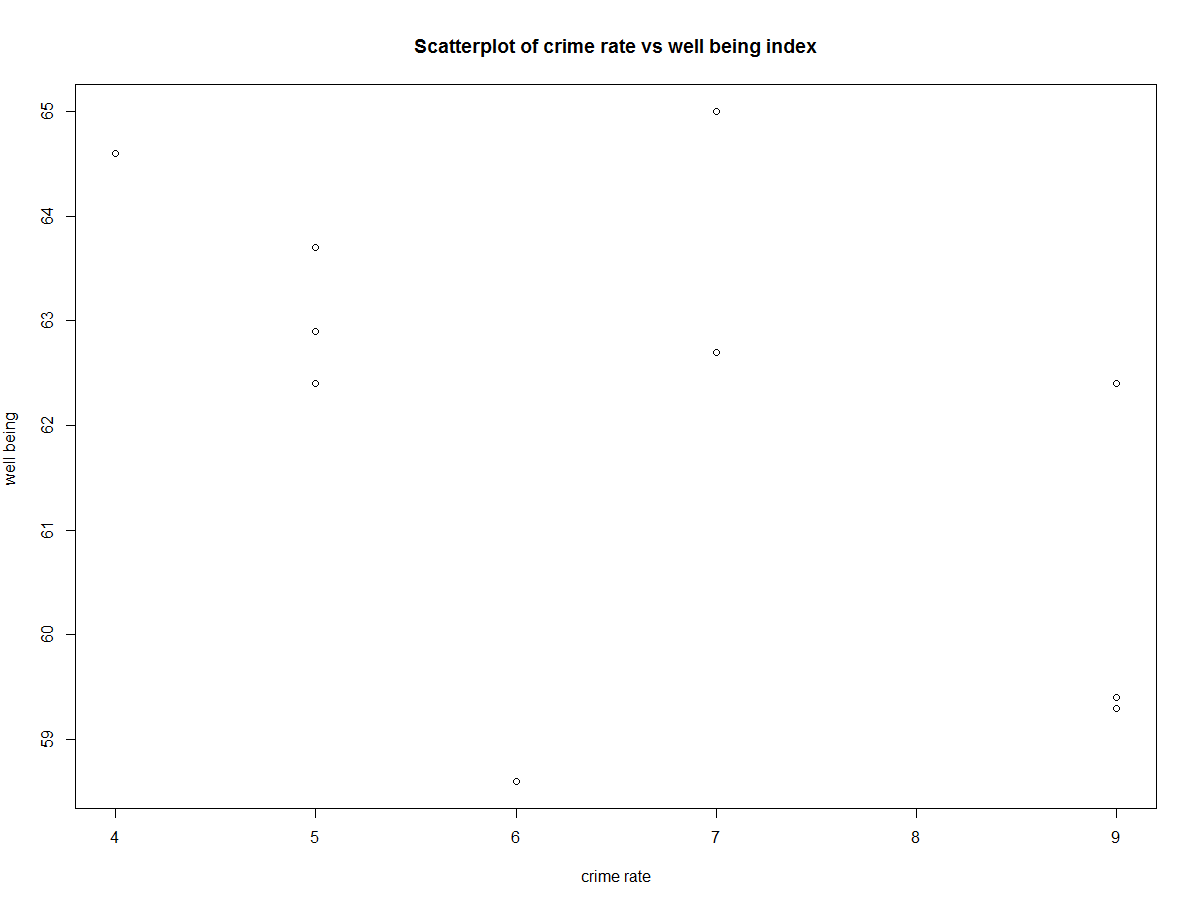 Scatterplot of crime rate vs well being index
65
64
63
62
61
60
59
well being
4 5 6 7 8 9
crime rate